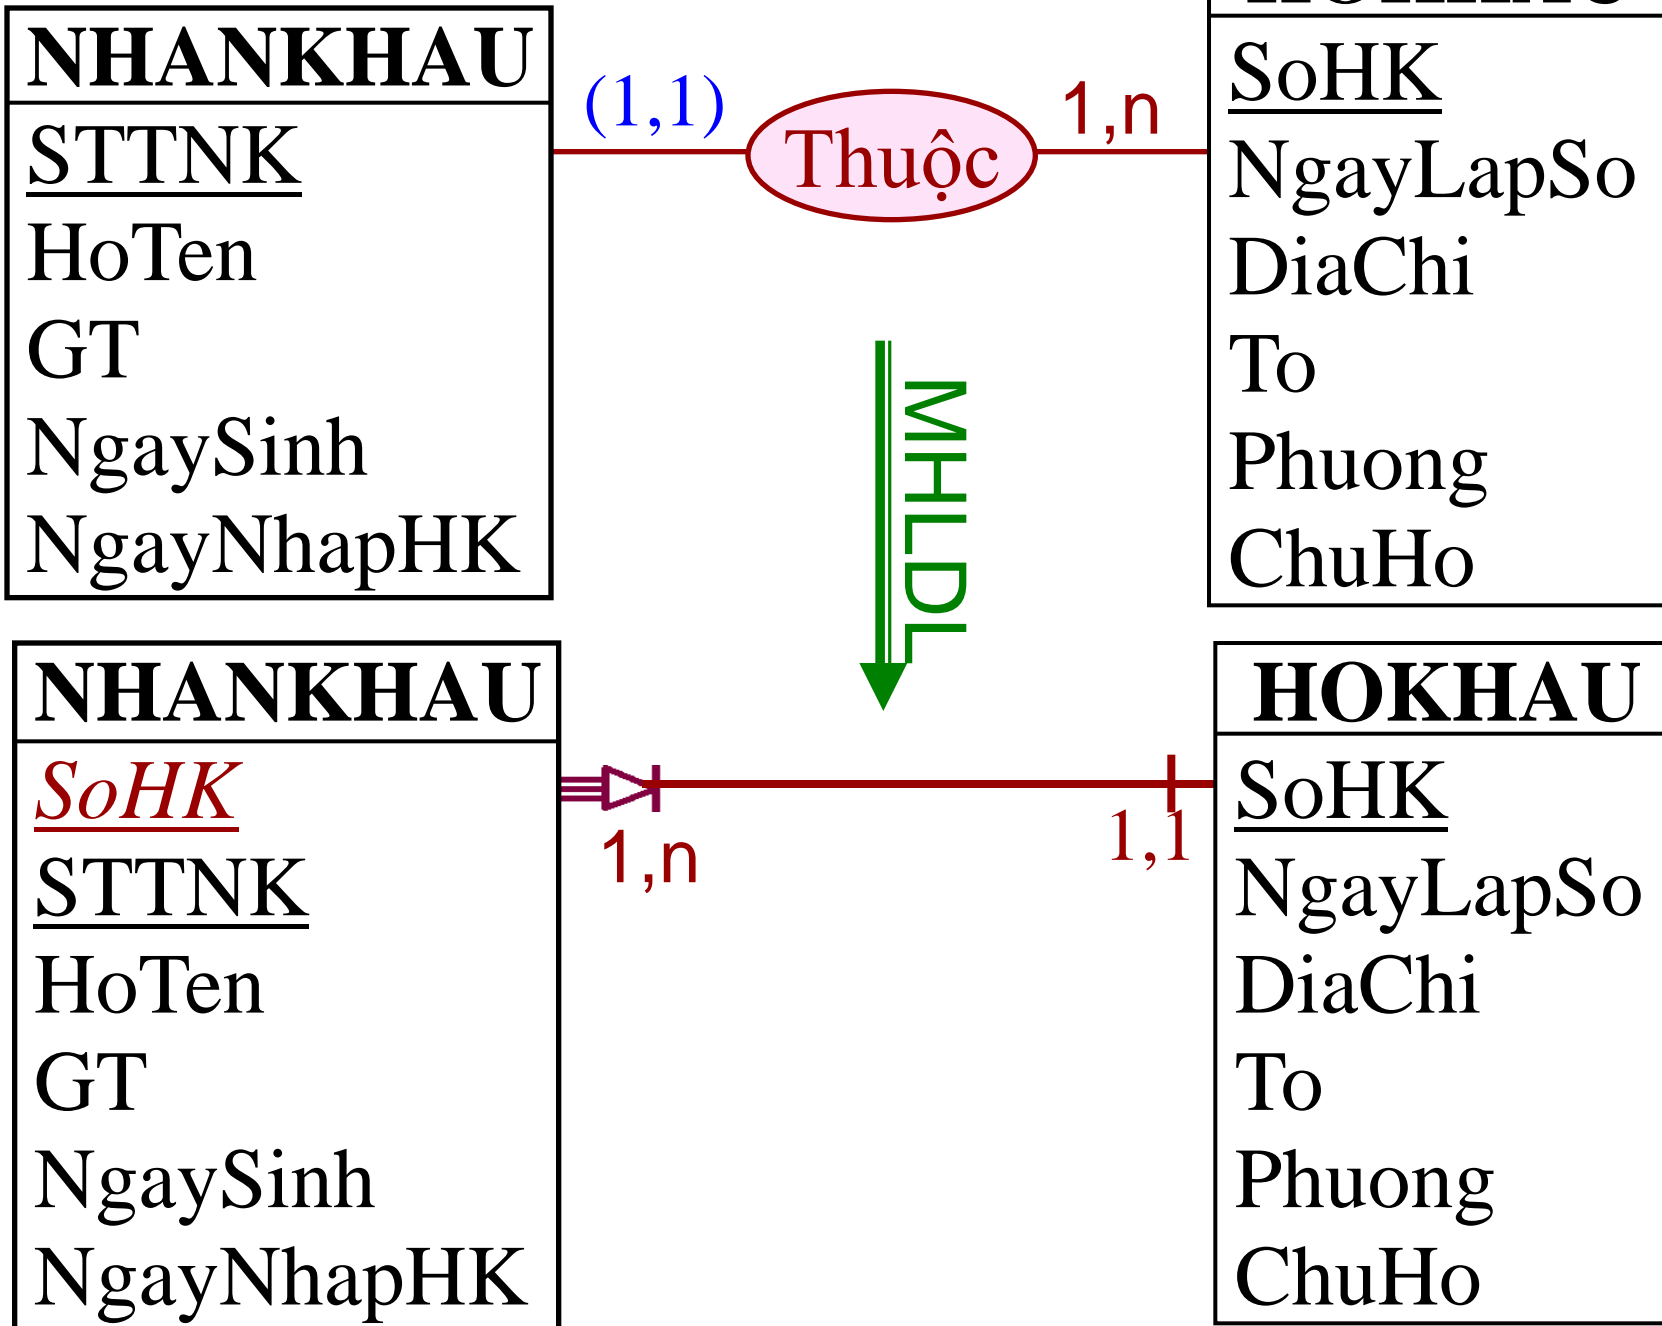 NHANKHAU
STTNK
HoTen
GT
NgaySinh
NgayNhapHK
(1,1)
Thuộc
1,n
SoHK
NgayLapSo
DiaChi
To
Phuong
ChuHo
MHLDL
NHANKHAU
SoHK
STTNK
HoTen
GT
NgaySinh
NgayNhapHK
1,n
1,1
HOKHAU
SoHK
NgayLapSo
DiaChi
To
Phuong
ChuHo